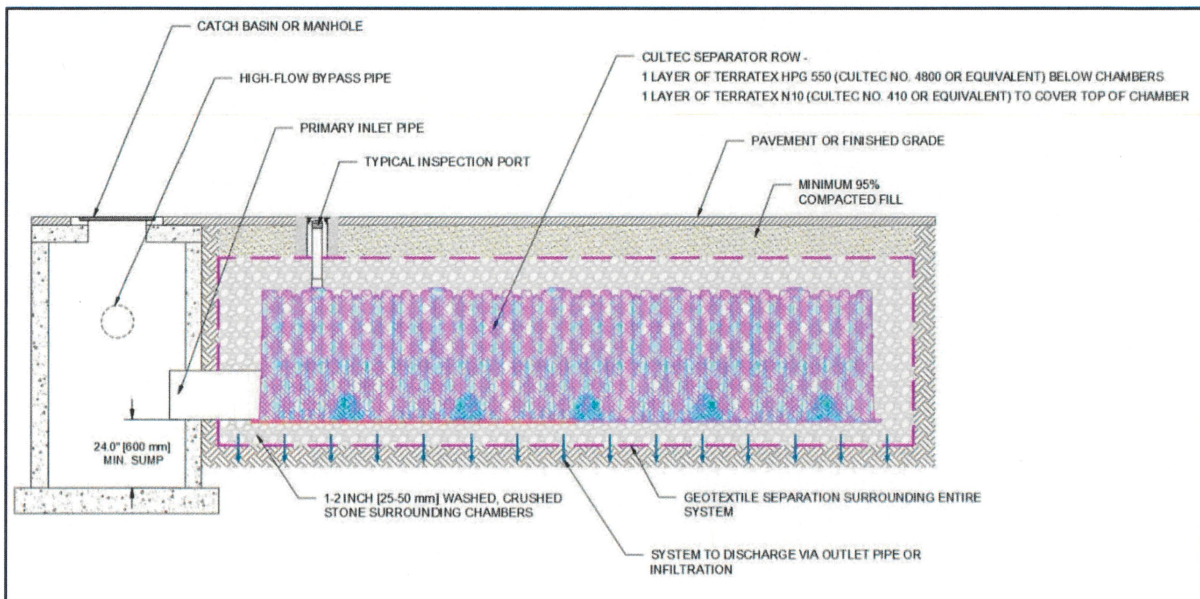 CATCH BASIN OR MANHOLE
HIGH-FLOW BYPASS PIPE
PRIMARY INLET PIPE
TYPICAL INSPECTION PORT
CULTEC SEPARATOR ROW -
1 LAYER OF TERRATEX HPG 550 (CULTEC NO. 4800 OR EQUIVALENT) BELOW CHAMBERS
1 LAYER OF TERRATEX N10 (CULTEC NO. 410 OR EQUIVALENT) TO COVER TOP OF CHAMBER
PAVEMENT OR FINISHED GRADE
MINIMUM 95%
COMPACTED FILL
24.0" [600 mm]
MIN. SUMP
1-2 INCH [25-50 mm] WASHED, CRUSHED
STONE SURROUNDING CHAMBERS
GEOTEXTILE SEPARATION SURROUNDING ENTIRE
SYSTEM
SYSTEM TO DISCHARGE VIA OUTLET PIPE OR
INFILTRATION